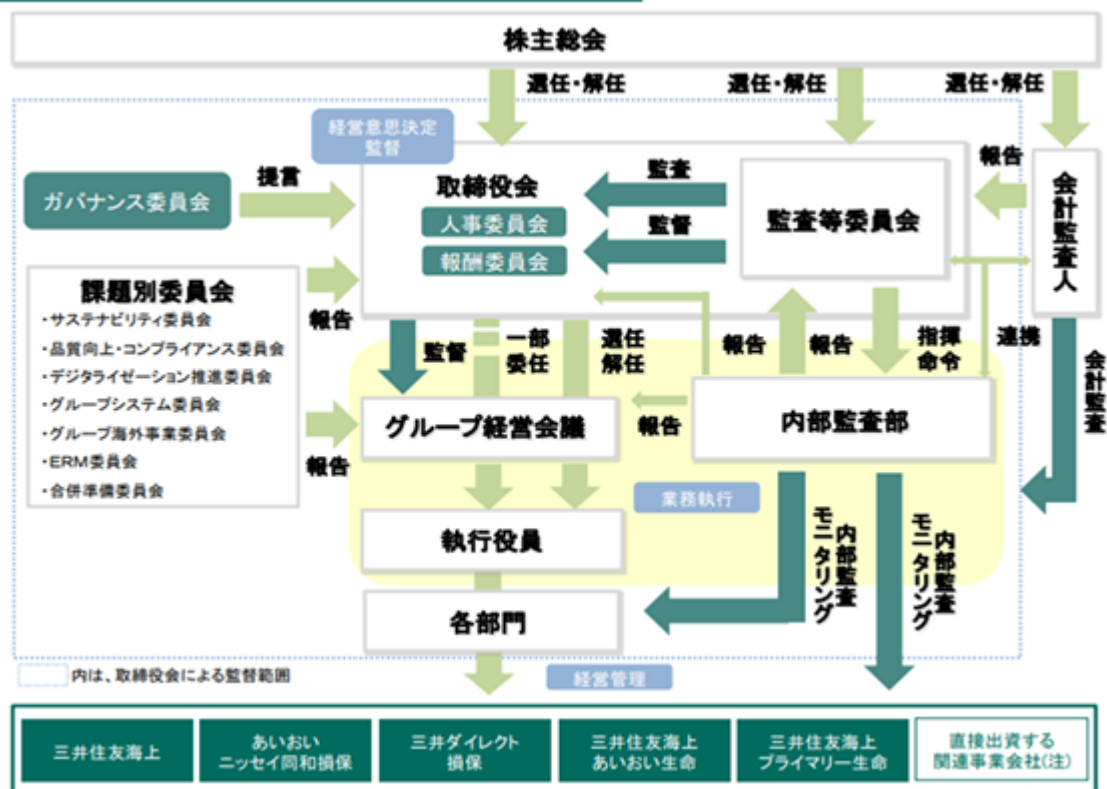 株主総会
選任・解任
選任・解任
選任・解任
経営意思決定
監督
ガバナンス委員会
提言
取締役会
人事委員会
報酬委員会
監査
監督
監査等委員会
報告
会計監査人
課題別委員会
・サステナビリティ委員会
・品質向上・コンプライアンス委員会
・デジタライゼーション推進委員会
・グループシステム委員会
・グループ海外事業委員会
・ERM委員会
・合併準備委員会
報告
報告
監督
一部
委任
選任
解任
報告
報告
指揮
命令
連携
会計監査
グループ経営会議
報告
内部監査部
業務執行
執行役員
内部監査
モニタリング
内部監査
モニタリング
各部門
内は、取締役会による監督範囲
経営管理
三井住友海上
あいおい
ニッセイ同和損保
三井ダイレクト
損保
三井住友海上
あいおい生命
三井住友海上
プライマリー生命
直接出資する
関連事業会社(注)